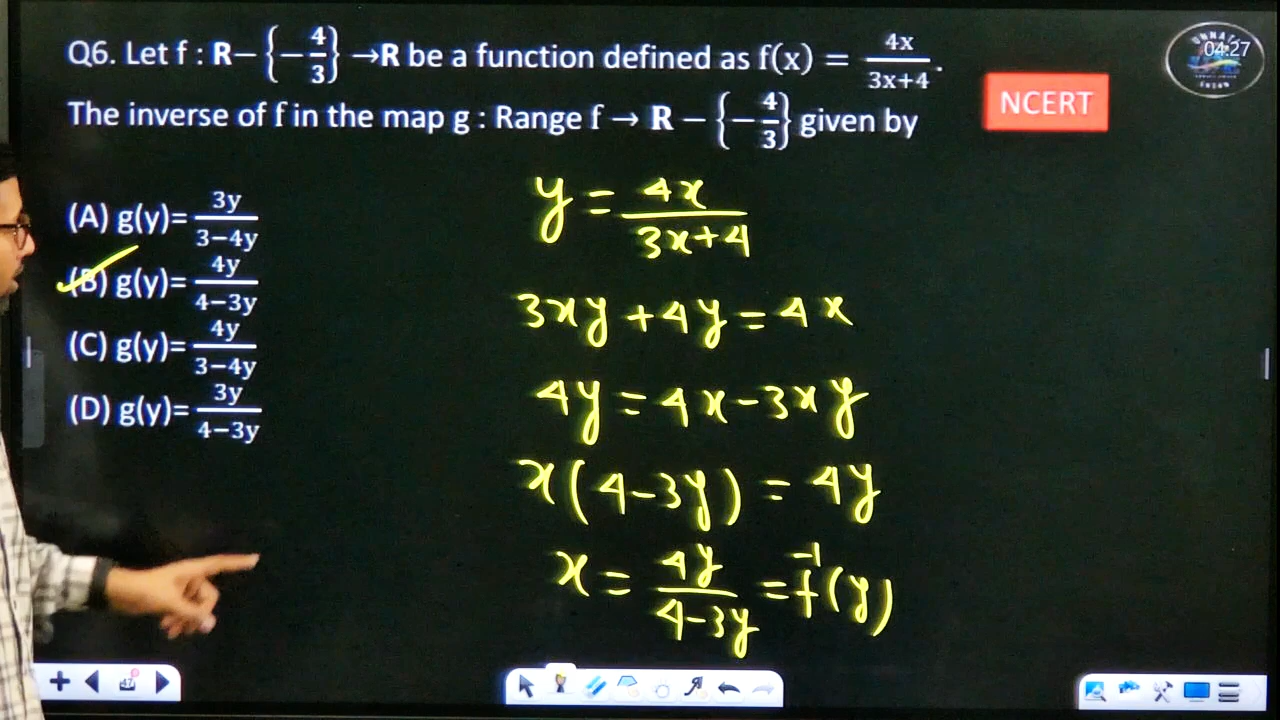 Q6. Let f : R– {–4/3} →R be a function defined as f(x) = 4x/3x+4.
The inverse of f in the map g : Range f → R – {–4/3} given by
NCERT
04:27
(A) g(y)= 3y/3–4y
(B) g(y)= 4y/4–3y
(C) g(y)= 4y/3–4y
(D) g(y)= 3y/4–3y
y = 4x/3x+4
3xy + 4y = 4x
4y = 4x – 3xy
x(4–3y) = 4y
x = 4y/4–3y = f⁻¹(y)
47